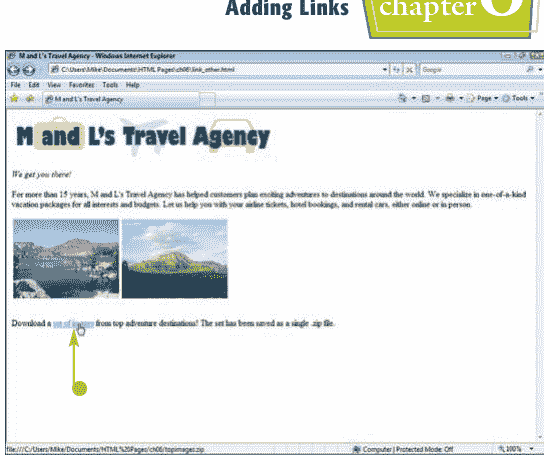 Adding Links chapter 6
M and L's Travel Agency - Windows Internet Explorer
C:\Users\Mike\Documents\HTML Pages\ch06\link_other.html
Google
File Edit View Favorites Tools Help
M and L's Travel Agency
Page Tools
M and L's Travel Agency
We get you there!
For more than 15 years, M and L's Travel Agency has helped customers plan exciting adventures to destinations around the world. We specialize in one-of-a-kind
vacation packages for all interests and budgets. Let us help you with your airline tickets, hotel bookings, and rental cars, either online or in person.
Download a set of images from top adventure destinations! The set has been saved as a single .zip file.
file:///C:/Users/Mike/Documents/HTML%20Pages/ch06/topimages.zip
Computer | Protected Mode: Off
100%